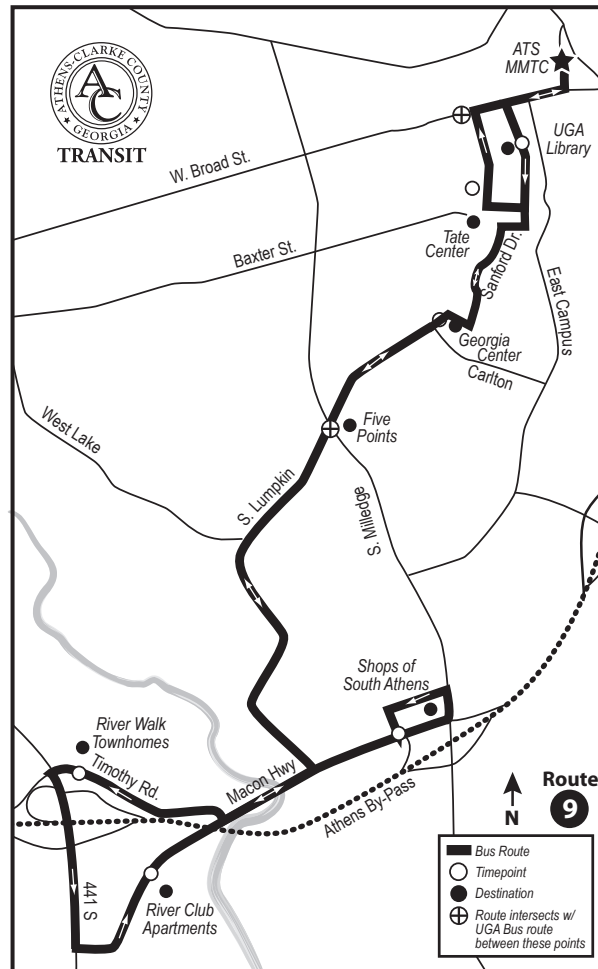 ATHENS-CLARKE COUNTY
AC
GEORGIA
TRANSIT
ATS
MMTC
UGA
Library
W. Broad St.
Tate
Center
Baxter St.
Sanford Dr.
East Campus
Georgia
Center
Carlton
Five
Points
West Lake
S. Lumpkin
S. Milledge
Shops of
South Athens
River Walk
Townhomes
Timothy Rd.
Macon Hwy
Athens By-Pass
441 S
River Club
Apartments
N
Route
9
Bus Route
Timepoint
Destination
Route intersects w/
UGA Bus route
between these points